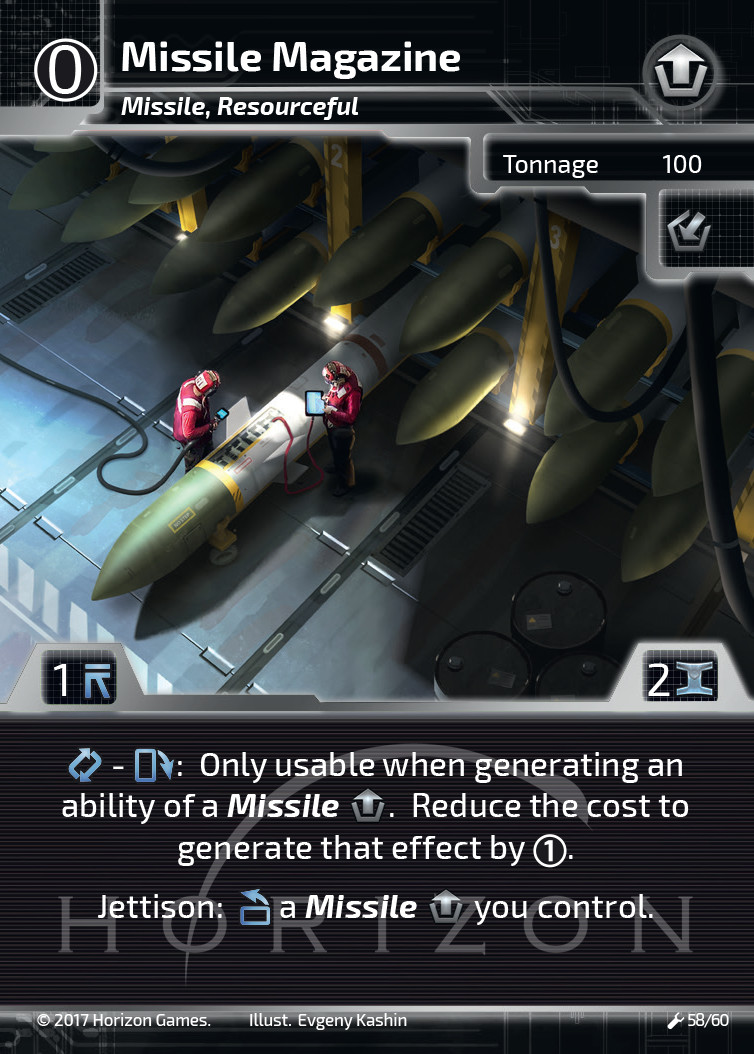 0
Missile Magazine
Missile, Resourceful
Tonnage 100
2
3
1
2
- : Only usable when generating an
ability of a Missile . Reduce the cost to
generate that effect by 1.
Jettison: a Missile you control.
HORIZON
© 2017 Horizon Games. Illust. Evgeny Kashin 58/60